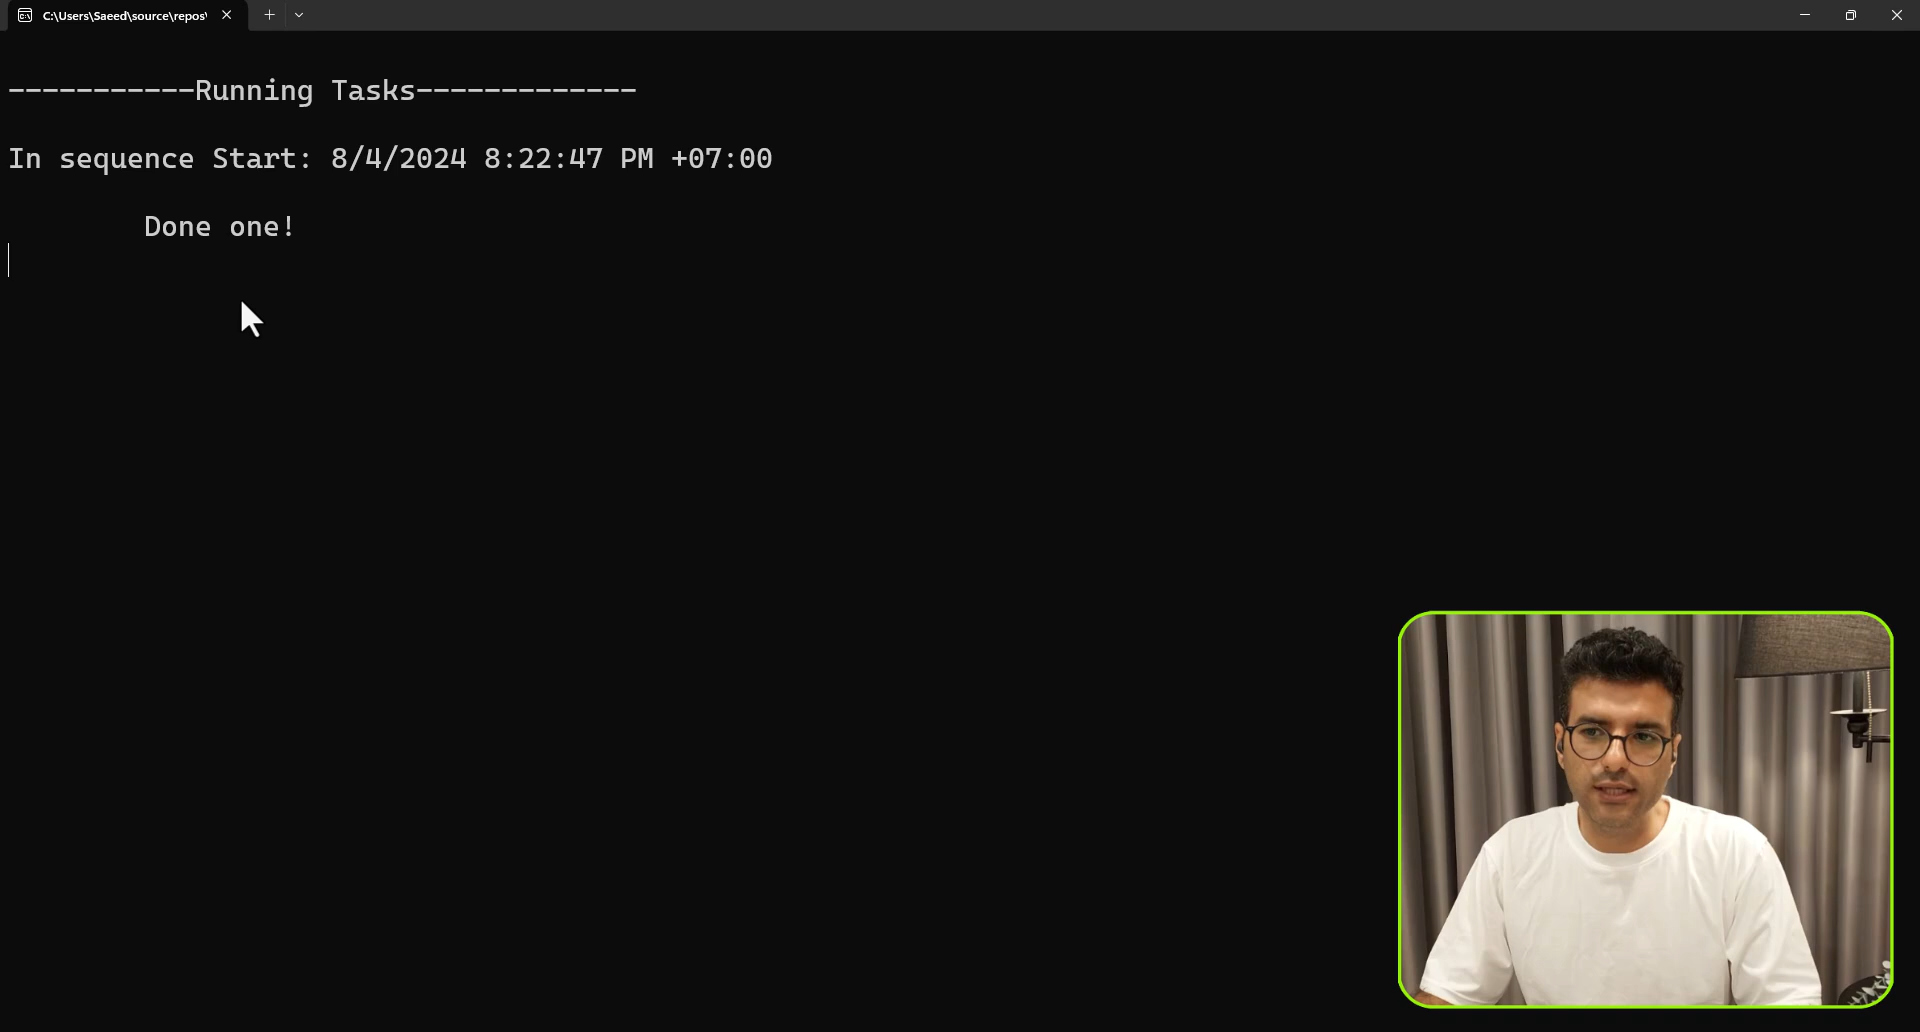 C:\Users\Saeed\source\repos\
-----------Running Tasks-------------
In sequence Start: 8/4/2024 8:22:47 PM +07:00
Done one!